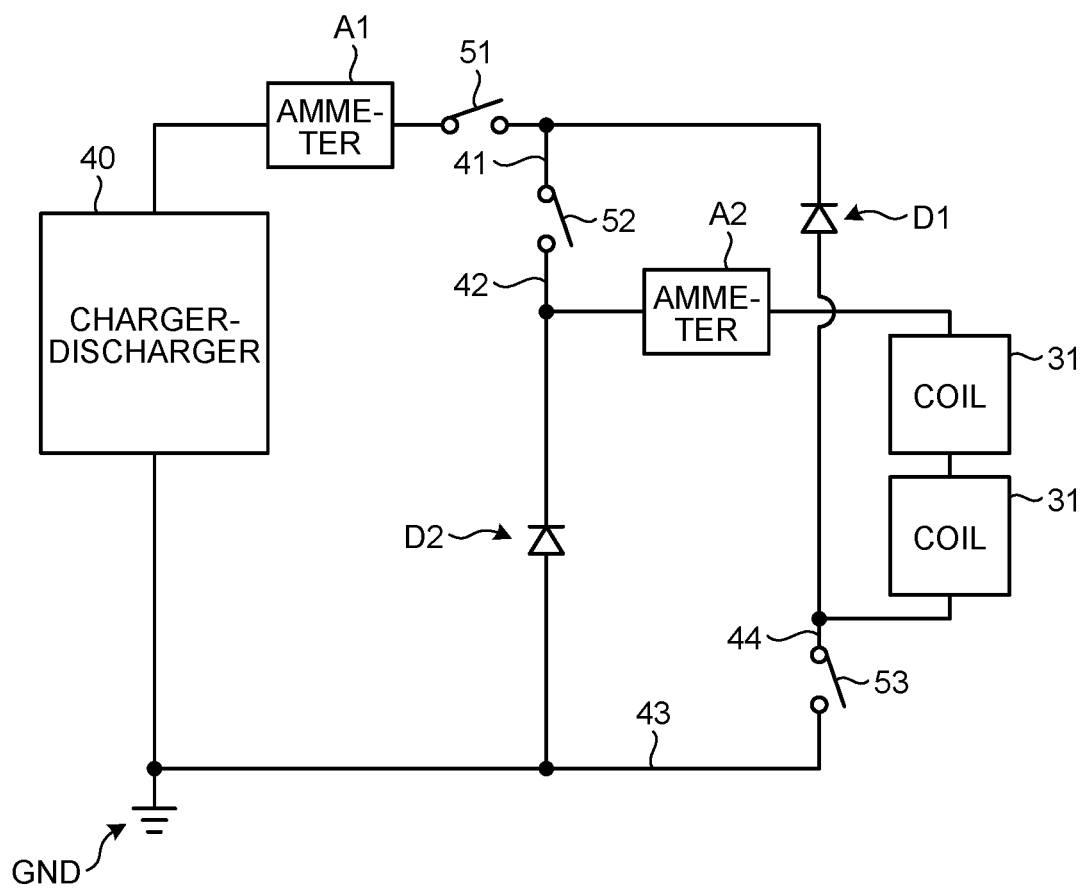 A1
51
AMME-
TER
40
41
52
A2
D1
42
AMME-
TER
CHARGER-
DISCHARGER
31
COIL
31
COIL
D2
44
53
43
GND